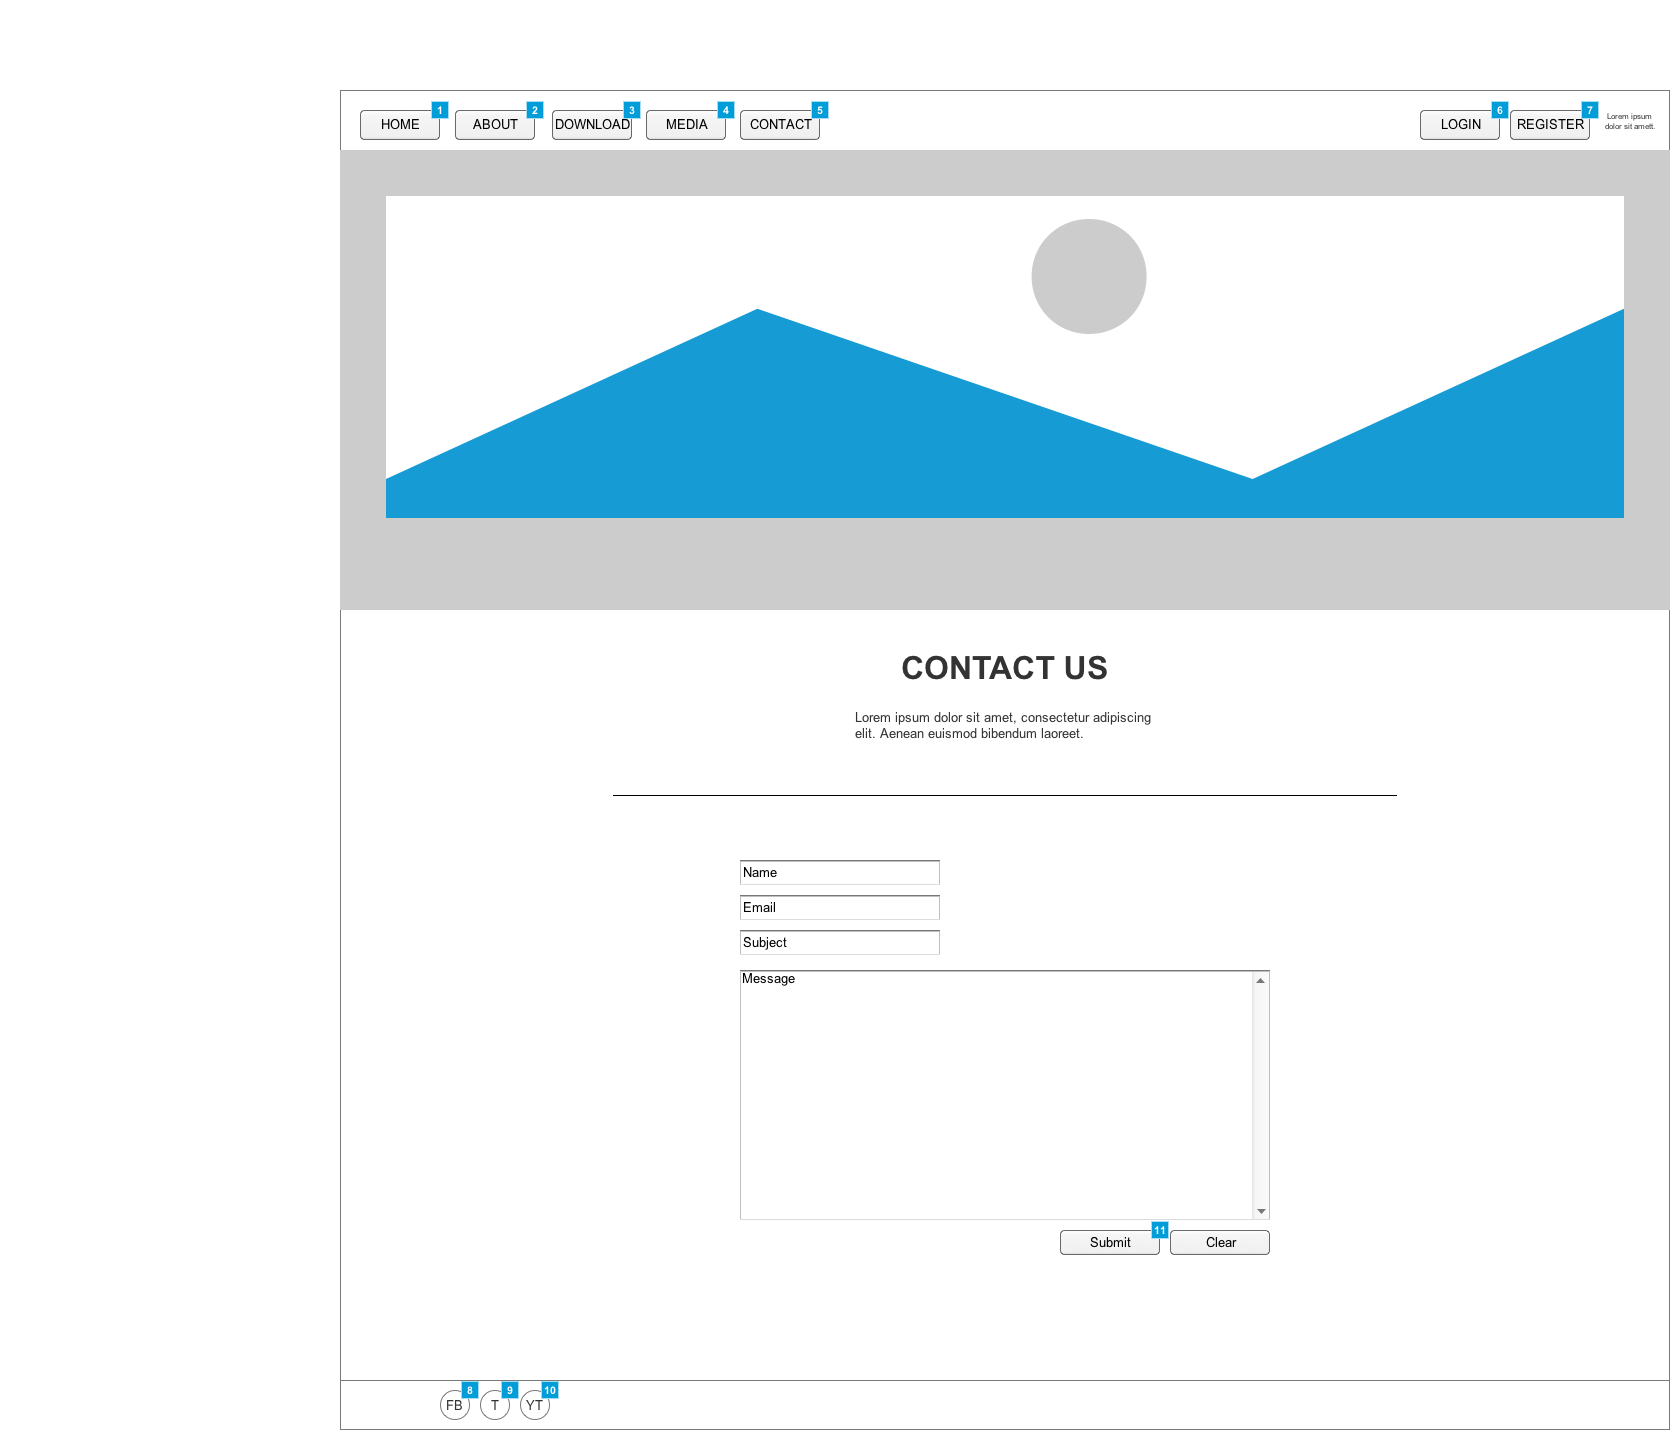 1 2 3 4 5 6 7
HOME ABOUT DOWNLOAD MEDIA CONTACT LOGIN REGISTER
Lorem ipsum
dolor sit amett.
CONTACT US
Lorem ipsum dolor sit amet, consectetur adipiscing
elit. Aenean euismod bibendum laoreet.
Name
Email
Subject
Message
11
Submit Clear
8 9 10
FB T YT